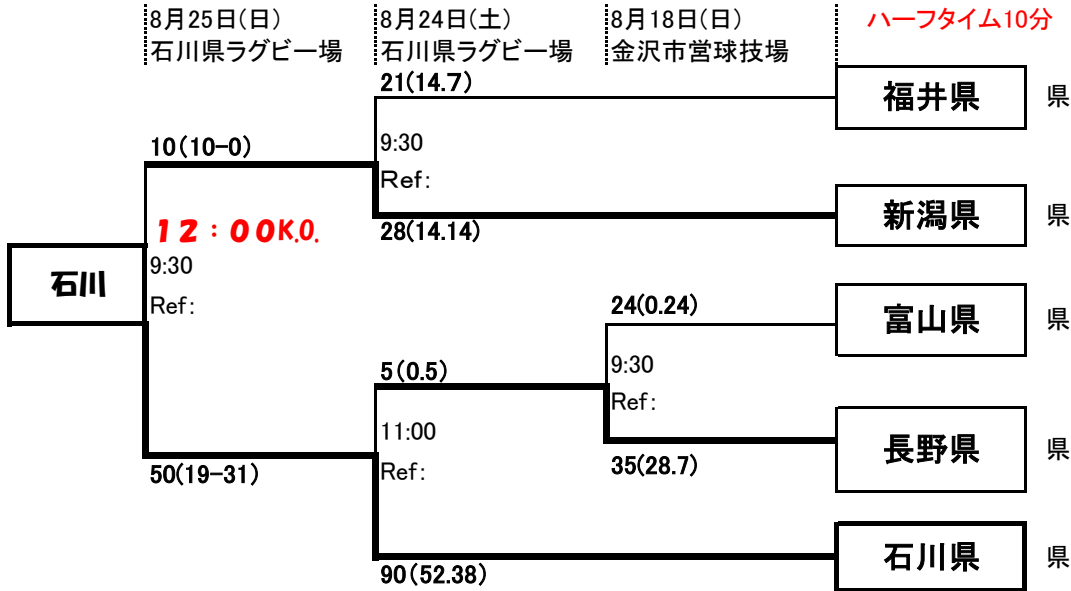 8月25日(日)
石川県ラグビー場
8月24日(土)
石川県ラグビー場
8月18日(日)
金沢市営球技場
ハーフタイム10分
21(14.7)
福井県
県
10(10-0)
9:30
Ref:
12:00K.O.
28(14.14)
新潟県
県
石川
9:30
Ref:
24(0.24)
富山県
県
5(0.5)
9:30
Ref:
11:00
Ref:
35(28.7)
長野県
県
50(19-31)
90(52.38)
石川県
県